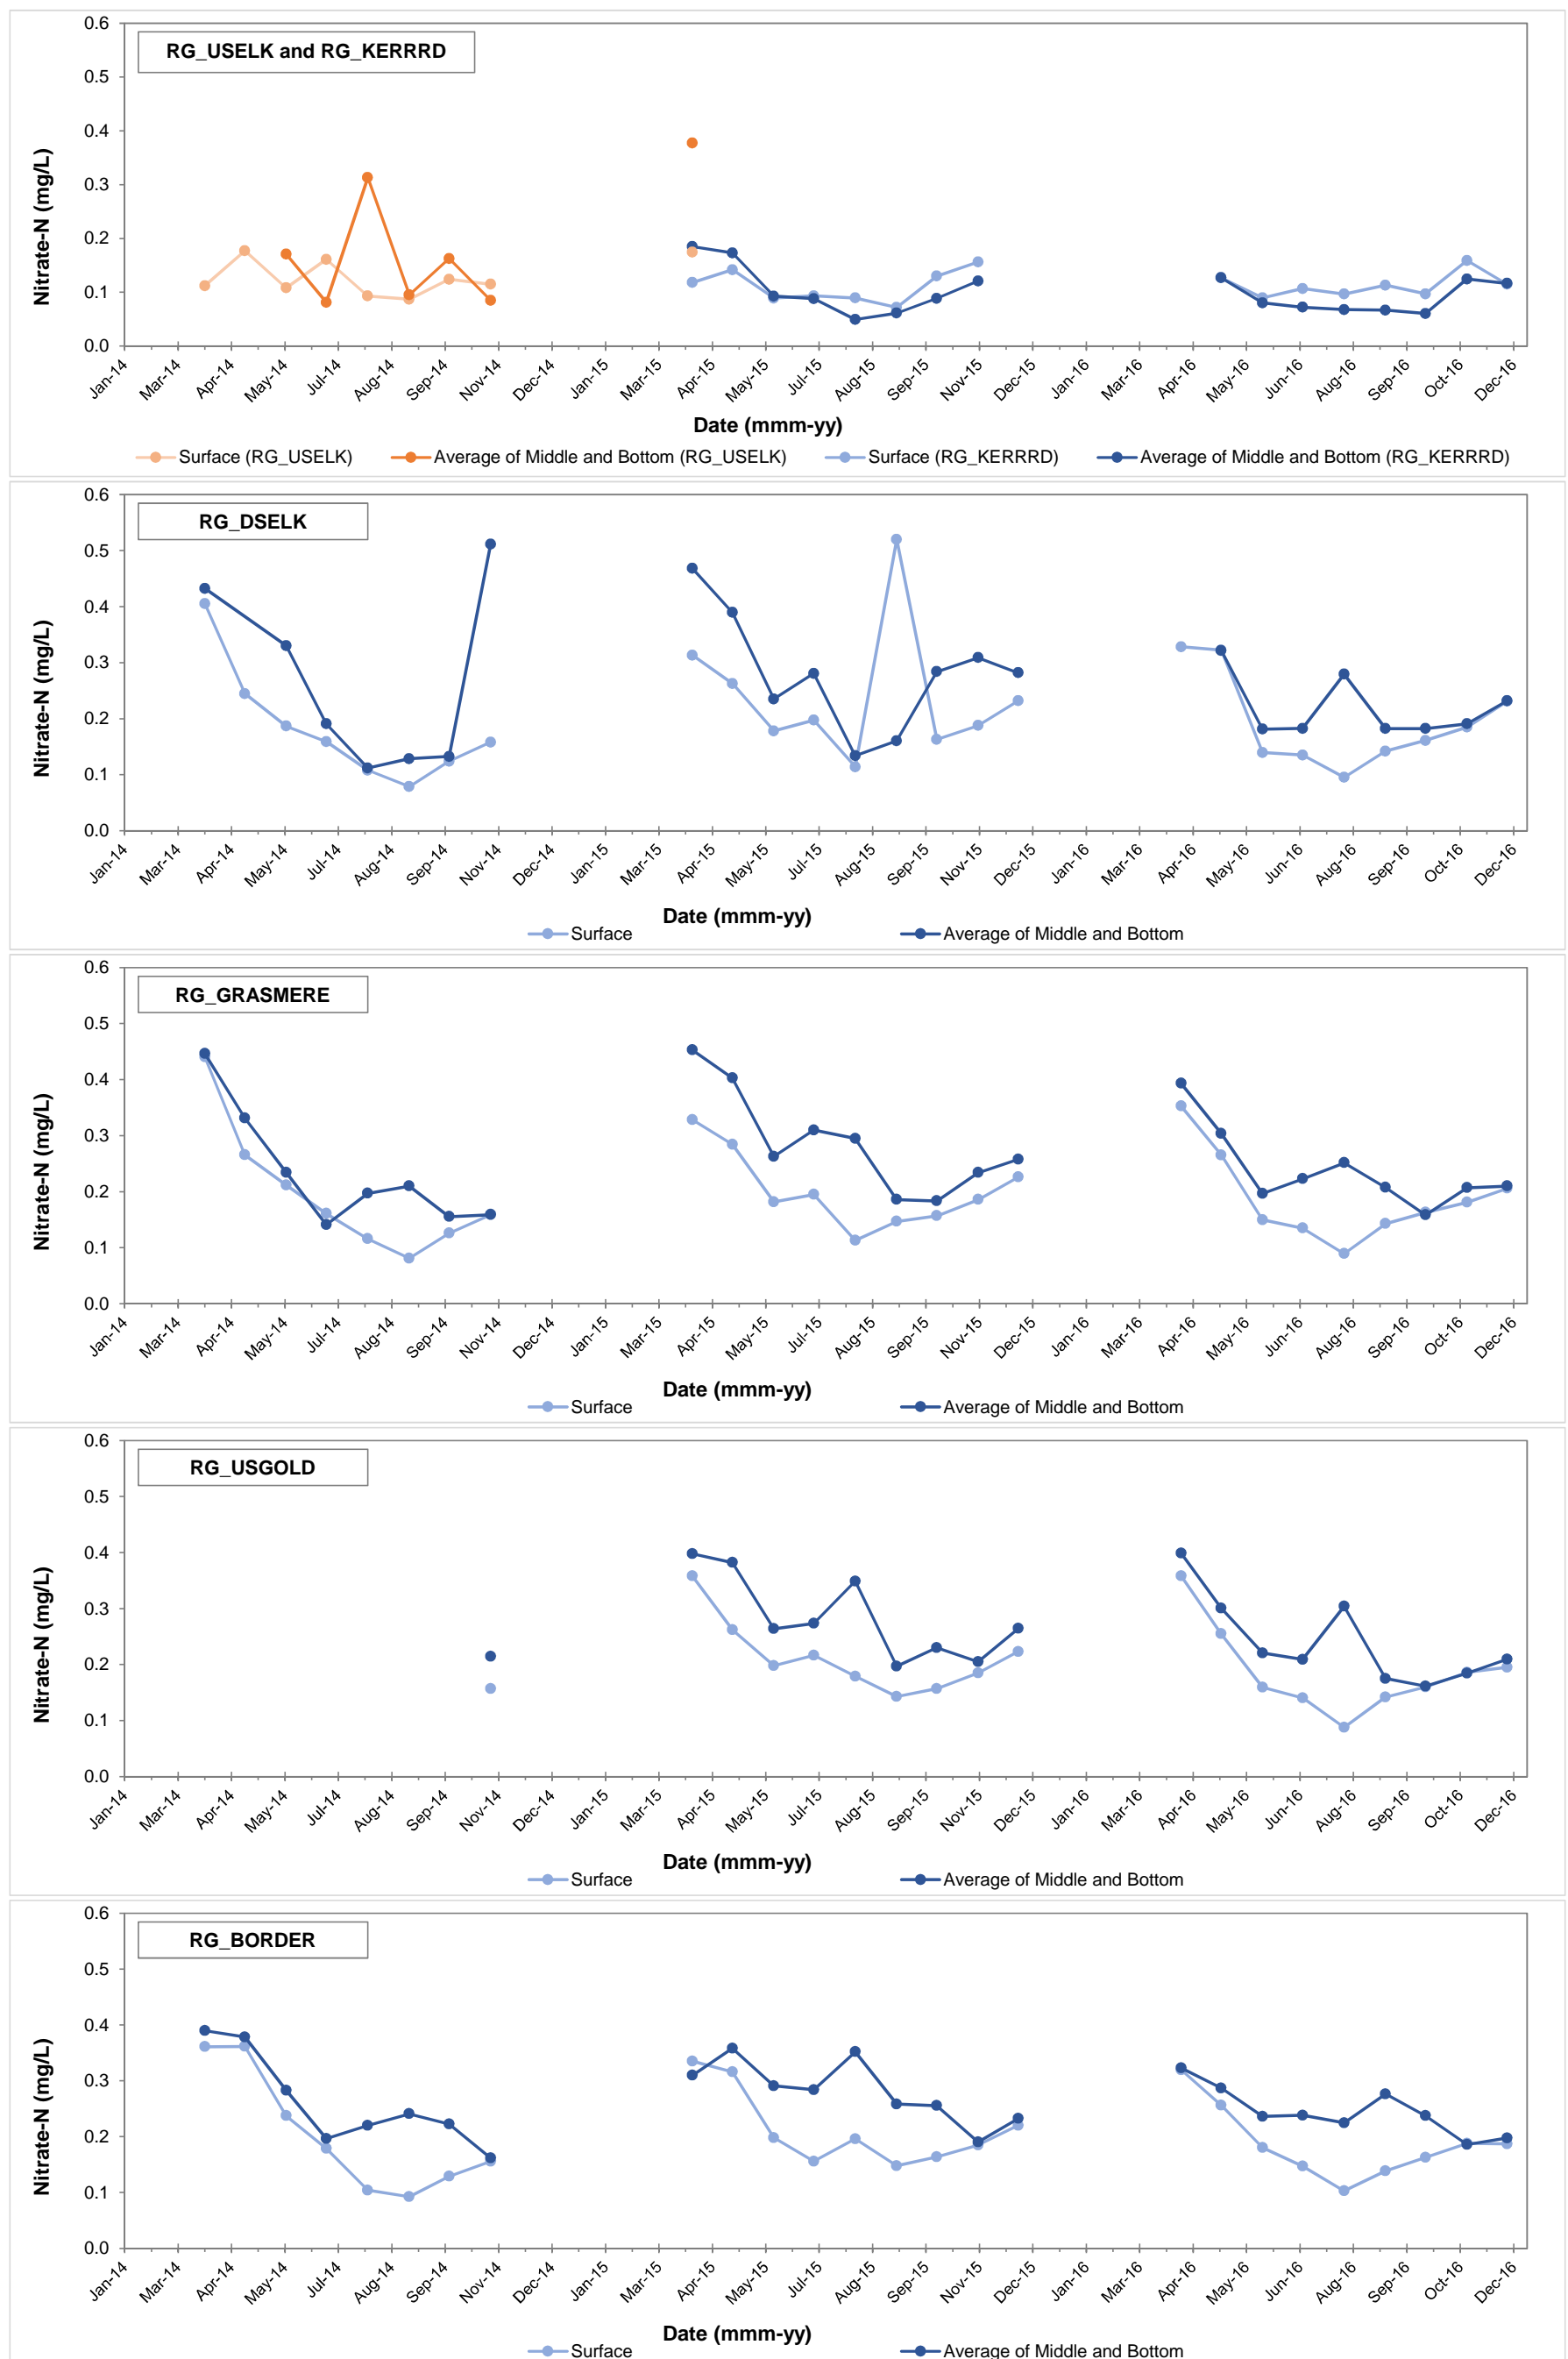 RG_USELK and RG_KERRRD
Nitrate-N (mg/L)
0.6
0.5
0.4
0.3
0.2
0.1
0.0
Jan-14 Mar-14 Apr-14 May-14 Jul-14 Aug-14 Sep-14 Nov-14 Dec-14 Jan-15 Mar-15 Apr-15 May-15 Jul-15 Aug-15 Sep-15 Nov-15 Dec-15 Jan-16 Mar-16 Apr-16 May-16 Jun-16 Aug-16 Sep-16 Oct-16 Dec-16
Date (mmm-yy)
Surface (RG_USELK) Average of Middle and Bottom (RG_USELK) Surface (RG_KERRRD) Average of Middle and Bottom (RG_KERRRD)
RG_DSELK
Nitrate-N (mg/L)
0.6
0.5
0.4
0.3
0.2
0.1
0.0
Jan-14 Mar-14 Apr-14 May-14 Jul-14 Aug-14 Sep-14 Nov-14 Dec-14 Jan-15 Mar-15 Apr-15 May-15 Jul-15 Aug-15 Sep-15 Nov-15 Dec-15 Jan-16 Mar-16 Apr-16 May-16 Jun-16 Aug-16 Sep-16 Oct-16 Dec-16
Date (mmm-yy)
Surface Average of Middle and Bottom
RG_GRASMERE
Nitrate-N (mg/L)
0.6
0.5
0.4
0.3
0.2
0.1
0.0
Jan-14 Mar-14 Apr-14 May-14 Jul-14 Aug-14 Sep-14 Nov-14 Dec-14 Jan-15 Mar-15 Apr-15 May-15 Jul-15 Aug-15 Sep-15 Nov-15 Dec-15 Jan-16 Mar-16 Apr-16 May-16 Jun-16 Aug-16 Sep-16 Oct-16 Dec-16
Date (mmm-yy)
Surface Average of Middle and Bottom
RG_USGOLD
Nitrate-N (mg/L)
0.6
0.5
0.4
0.3
0.2
0.1
0.0
Jan-14 Mar-14 Apr-14 May-14 Jul-14 Aug-14 Sep-14 Nov-14 Dec-14 Jan-15 Mar-15 Apr-15 May-15 Jul-15 Aug-15 Sep-15 Nov-15 Dec-15 Jan-16 Mar-16 Apr-16 May-16 Jun-16 Aug-16 Sep-16 Oct-16 Dec-16
Date (mmm-yy)
Surface Average of Middle and Bottom
RG_BORDER
Nitrate-N (mg/L)
0.6
0.5
0.4
0.3
0.2
0.1
0.0
Jan-14 Mar-14 Apr-14 May-14 Jul-14 Aug-14 Sep-14 Nov-14 Dec-14 Jan-15 Mar-15 Apr-15 May-15 Jul-15 Aug-15 Sep-15 Nov-15 Dec-15 Jan-16 Mar-16 Apr-16 May-16 Jun-16 Aug-16 Sep-16 Oct-16 Dec-16
Date (mmm-yy)
Surface Average of Middle and Bottom